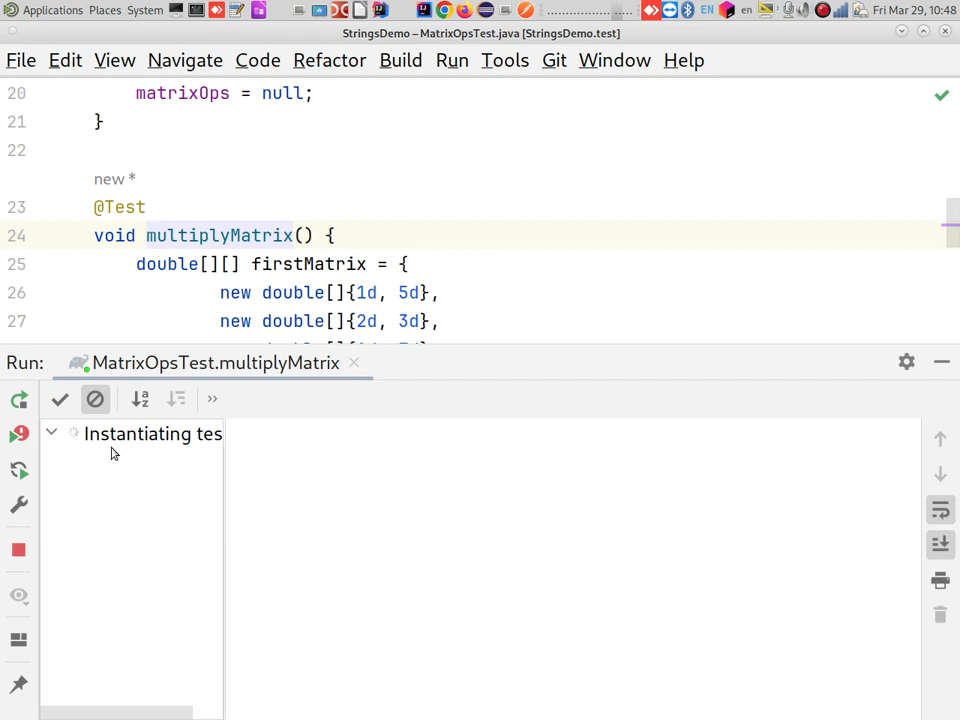 Applications Places System EN en Fri Mar 29, 10:48
StringsDemo – MatrixOpsTest.java [StringsDemo.test]
File Edit View Navigate Code Refactor Build Run Tools Git Window Help
20 matrixOps = null;
21 }
22
new *
23 @Test
24 void multiplyMatrix() {
25 double[][] firstMatrix = {
26 new double[]{1d, 5d},
27 new double[]{2d, 3d},
Run: MatrixOpsTest.multiplyMatrix
Instantiating tes